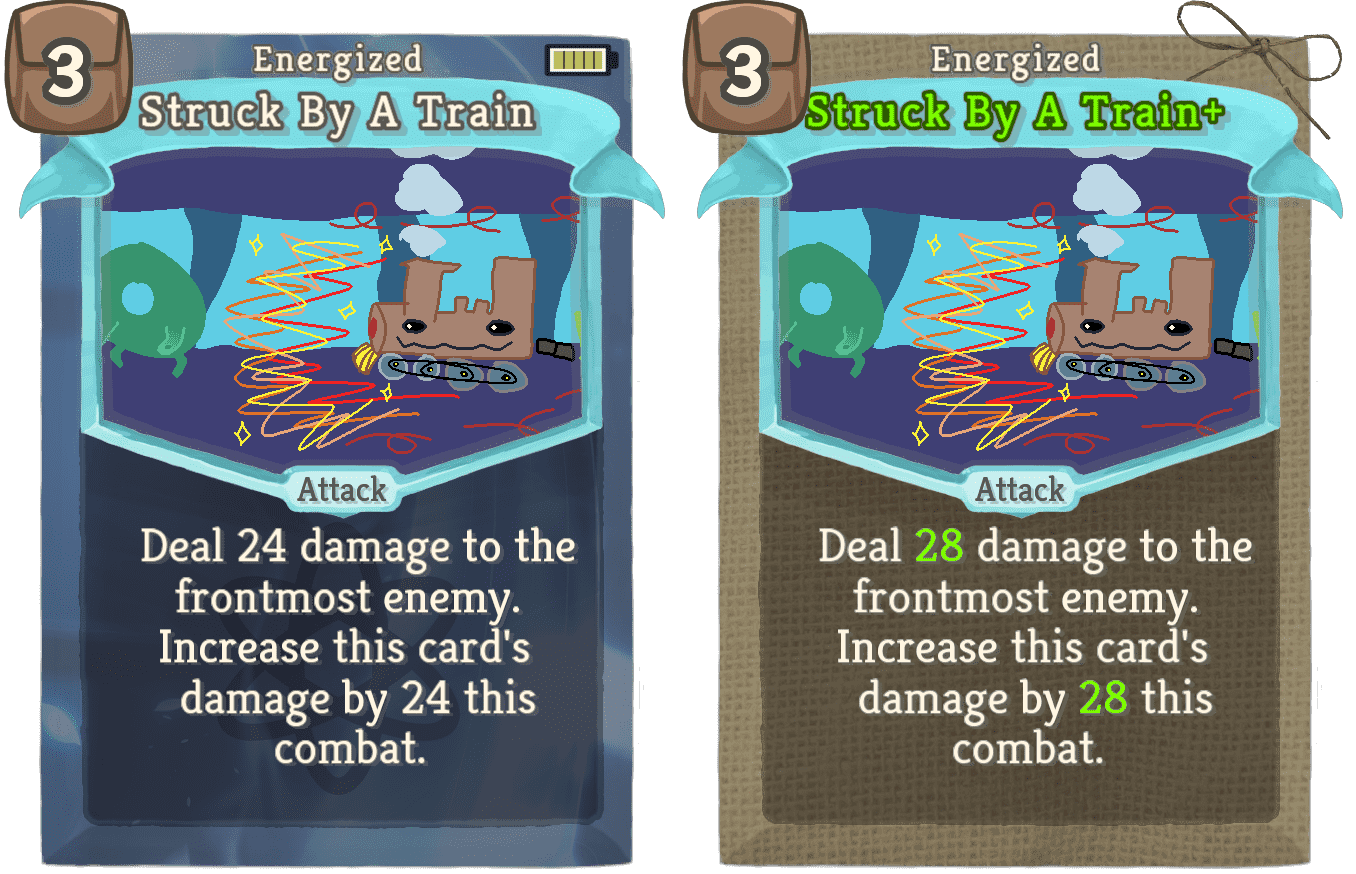 3
Energized
Struck By A Train
Attack
Deal 24 damage to the
frontmost enemy.
Increase this card's
damage by 24 this
combat.
3
Energized
Struck By A Train+
Attack
Deal 28 damage to the
frontmost enemy.
Increase this card's
damage by 28 this
combat.